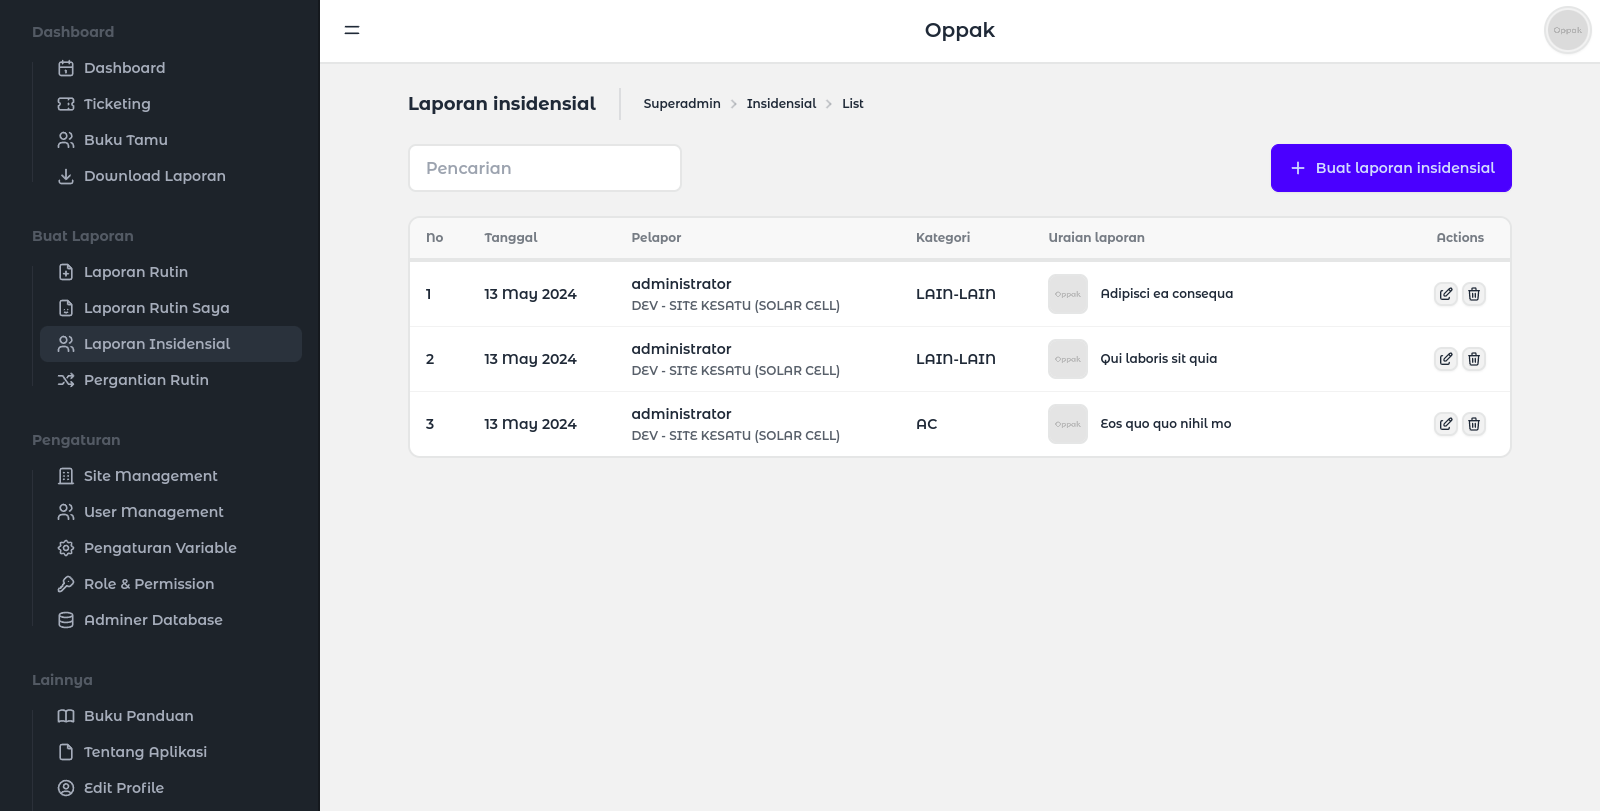 Dashboard
Dashboard
Ticketing
Buku Tamu
Download Laporan
Buat Laporan
Laporan Rutin
Laporan Rutin Saya
Laporan Insidensial
Pergantian Rutin
Pengaturan
Site Management
User Management
Pengaturan Variable
Role & Permission
Adminer Database
Lainnya
Buku Panduan
Tentang Aplikasi
Edit Profile
Oppak
Oppak
Laporan insidensial
Superadmin > Insidensial > List
Pencarian
+ Buat laporan insidensial
No Tanggal Pelapor Kategori Uraian laporan Actions
1 13 May 2024 administrator LAIN-LAIN Oppak Adipisci ea consequa
DEV - SITE KESATU (SOLAR CELL)
2 13 May 2024 administrator LAIN-LAIN Oppak Qui laboris sit quia
DEV - SITE KESATU (SOLAR CELL)
3 13 May 2024 administrator AC Oppak Eos quo quo nihil mo
DEV - SITE KESATU (SOLAR CELL)